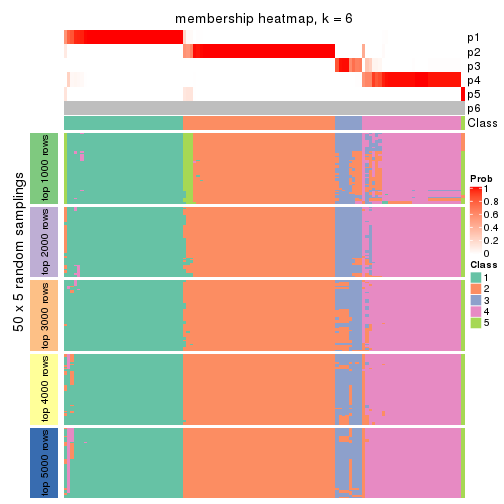 membership heatmap, k = 6
p1
p2
p3
p4
p5
p6
Class
50 x 5 random samplings
top 1000 rows
top 2000 rows
top 3000 rows
top 4000 rows
top 5000 rows
Prob
1
0.8
0.6
0.4
0.2
0
Class
1
2
3
4
5